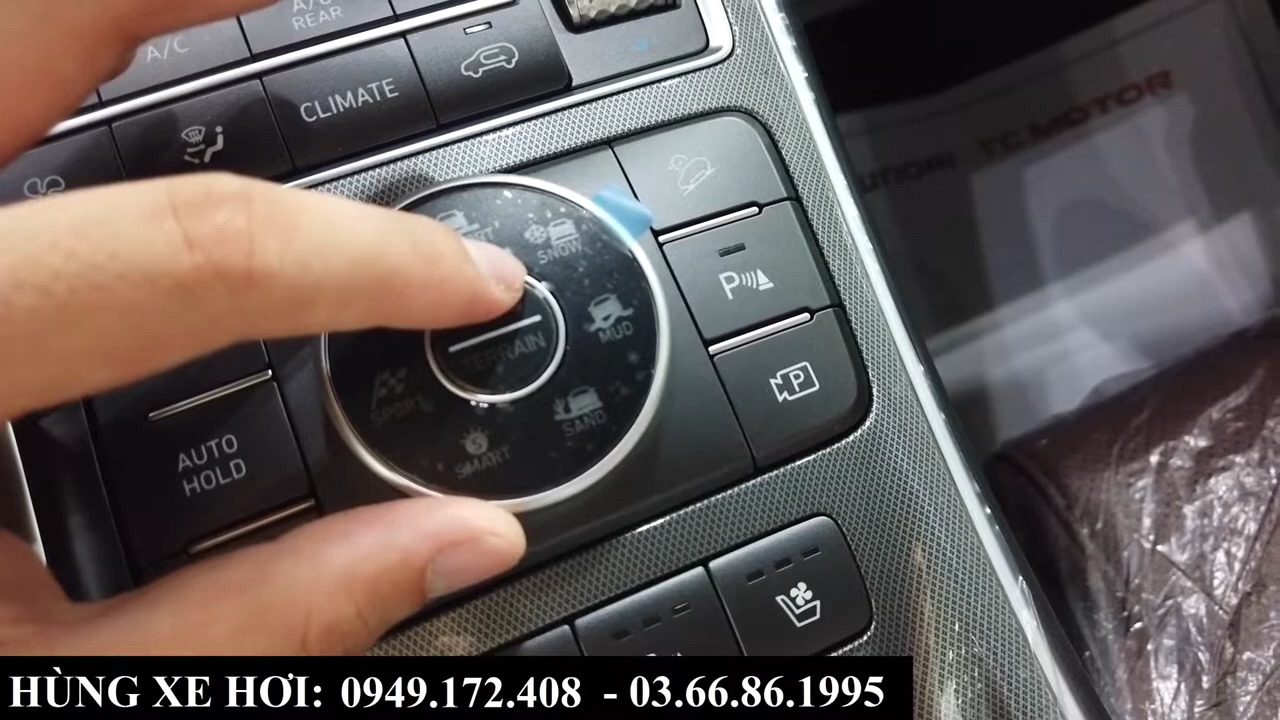 A/C
REAR
A/C
CLIMATE
SNOW
P
MUD
TERRAIN
P
SPORT
SAND
AUTO
HOLD
SMART
TC MOTOR
HÙNG XE HƠI: 0949.172.408 - 03.66.86.1995